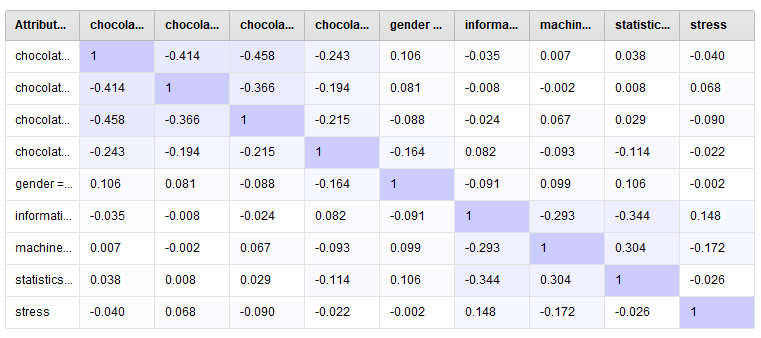 Attribut... chocola... chocola... chocola... chocola... gender ... informa... machin... statistic... stress
chocolat... 1 -0.414 -0.458 -0.243 0.106 -0.035 0.007 0.038 -0.040
chocolat... -0.414 1 -0.366 -0.194 0.081 -0.008 -0.002 0.008 0.068
chocolat... -0.458 -0.366 1 -0.215 -0.088 -0.024 0.067 0.029 -0.090
chocolat... -0.243 -0.194 -0.215 1 -0.164 0.082 -0.093 -0.114 -0.022
gender =... 0.106 0.081 -0.088 -0.164 1 -0.091 0.099 0.106 -0.002
informati... -0.035 -0.008 -0.024 0.082 -0.091 1 -0.293 -0.344 0.148
machine... 0.007 -0.002 0.067 -0.093 0.099 -0.293 1 0.304 -0.172
statistics... 0.038 0.008 0.029 -0.114 0.106 -0.344 0.304 1 -0.026
stress -0.040 0.068 -0.090 -0.022 -0.002 0.148 -0.172 -0.026 1